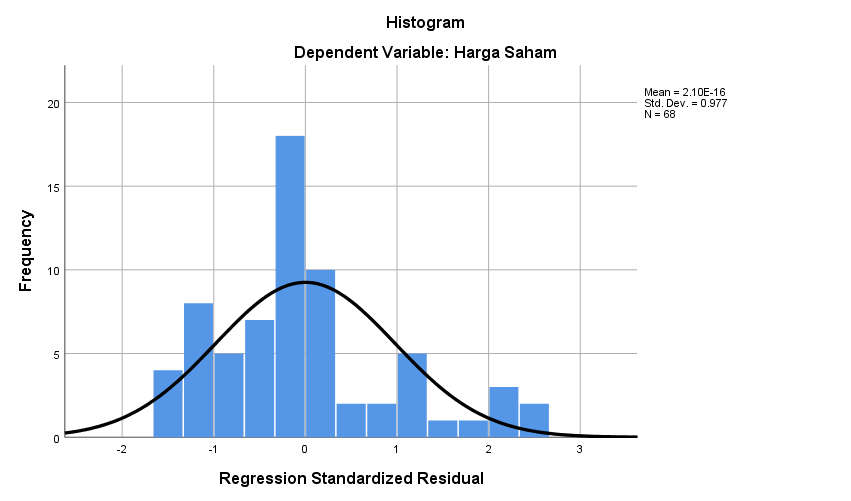 Histogram
Dependent Variable: Harga Saham
Mean = 2.10E-16
Std. Dev. = 0.977
N = 68
Frequency
20
15
10
5
0
-2
-1
0
1
2
3
Regression Standardized Residual